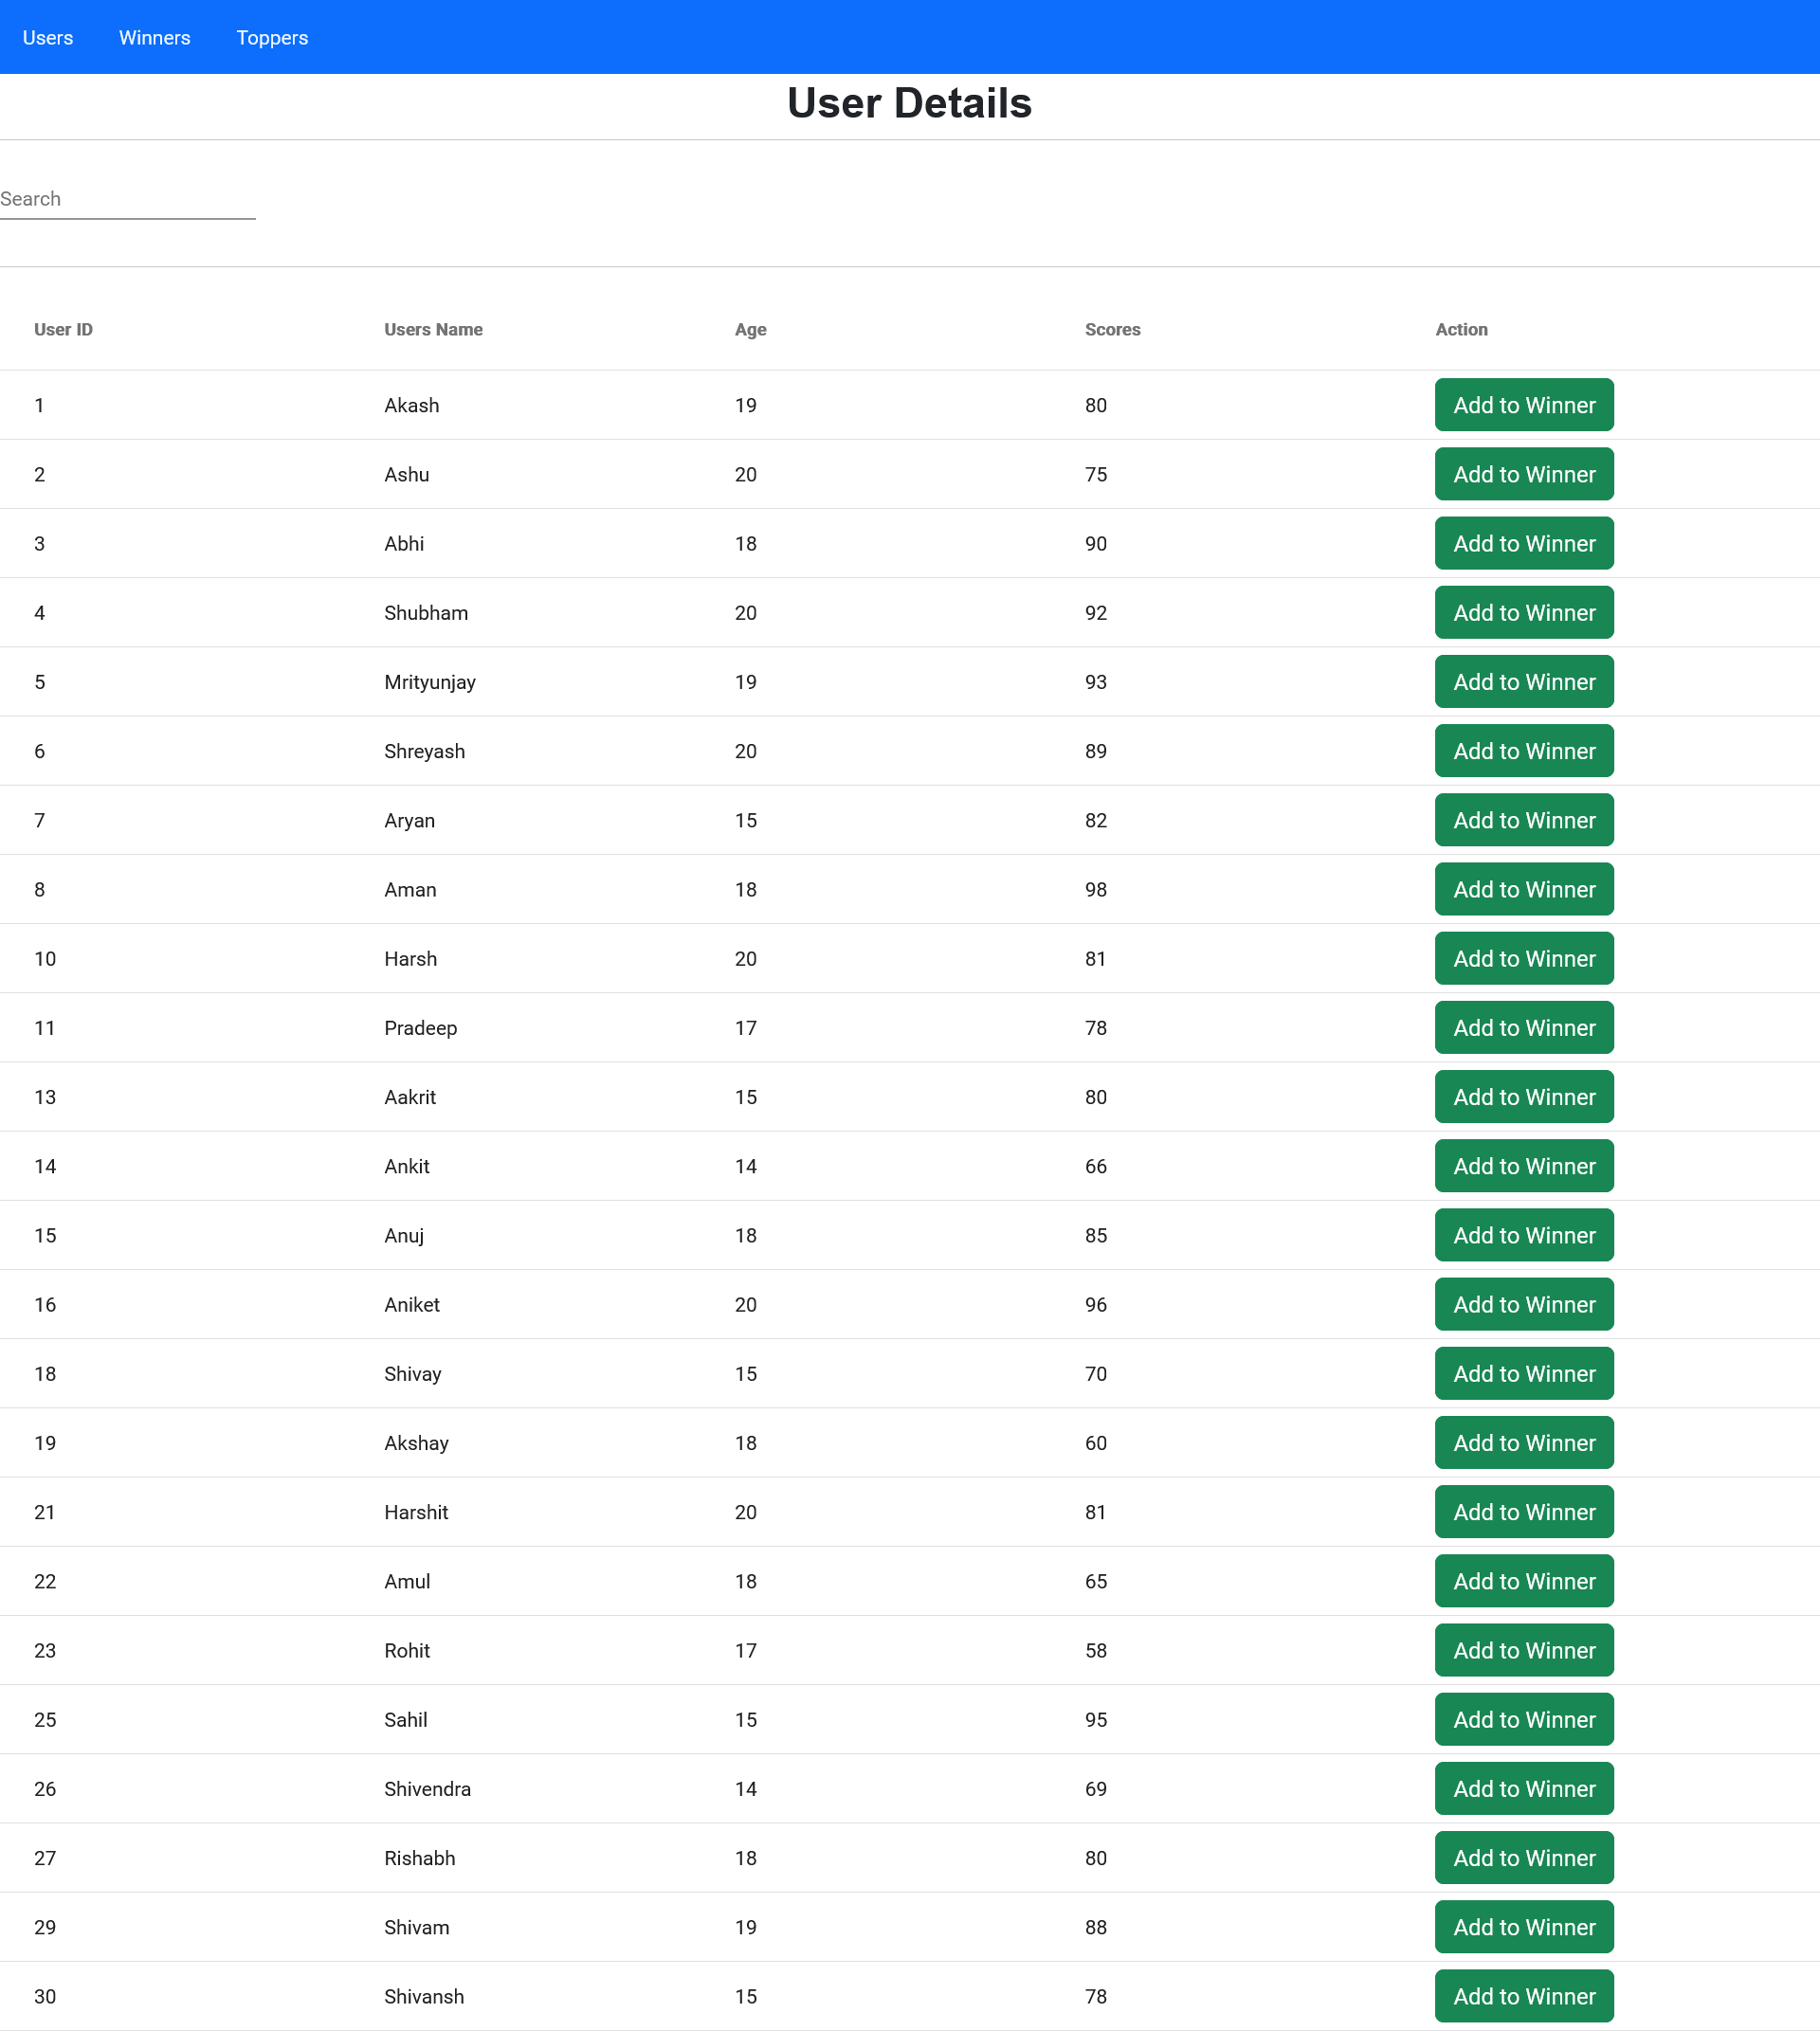 Users Winners Toppers
User Details
Search
User ID Users Name Age Scores Action
1 Akash 19 80 Add to Winner
2 Ashu 20 75 Add to Winner
3 Abhi 18 90 Add to Winner
4 Shubham 20 92 Add to Winner
5 Mrityunjay 19 93 Add to Winner
6 Shreyash 20 89 Add to Winner
7 Aryan 15 82 Add to Winner
8 Aman 18 98 Add to Winner
10 Harsh 20 81 Add to Winner
11 Pradeep 17 78 Add to Winner
13 Aakrit 15 80 Add to Winner
14 Ankit 14 66 Add to Winner
15 Anuj 18 85 Add to Winner
16 Aniket 20 96 Add to Winner
18 Shivay 15 70 Add to Winner
19 Akshay 18 60 Add to Winner
21 Harshit 20 81 Add to Winner
22 Amul 18 65 Add to Winner
23 Rohit 17 58 Add to Winner
25 Sahil 15 95 Add to Winner
26 Shivendra 14 69 Add to Winner
27 Rishabh 18 80 Add to Winner
29 Shivam 19 88 Add to Winner
30 Shivansh 15 78 Add to Winner